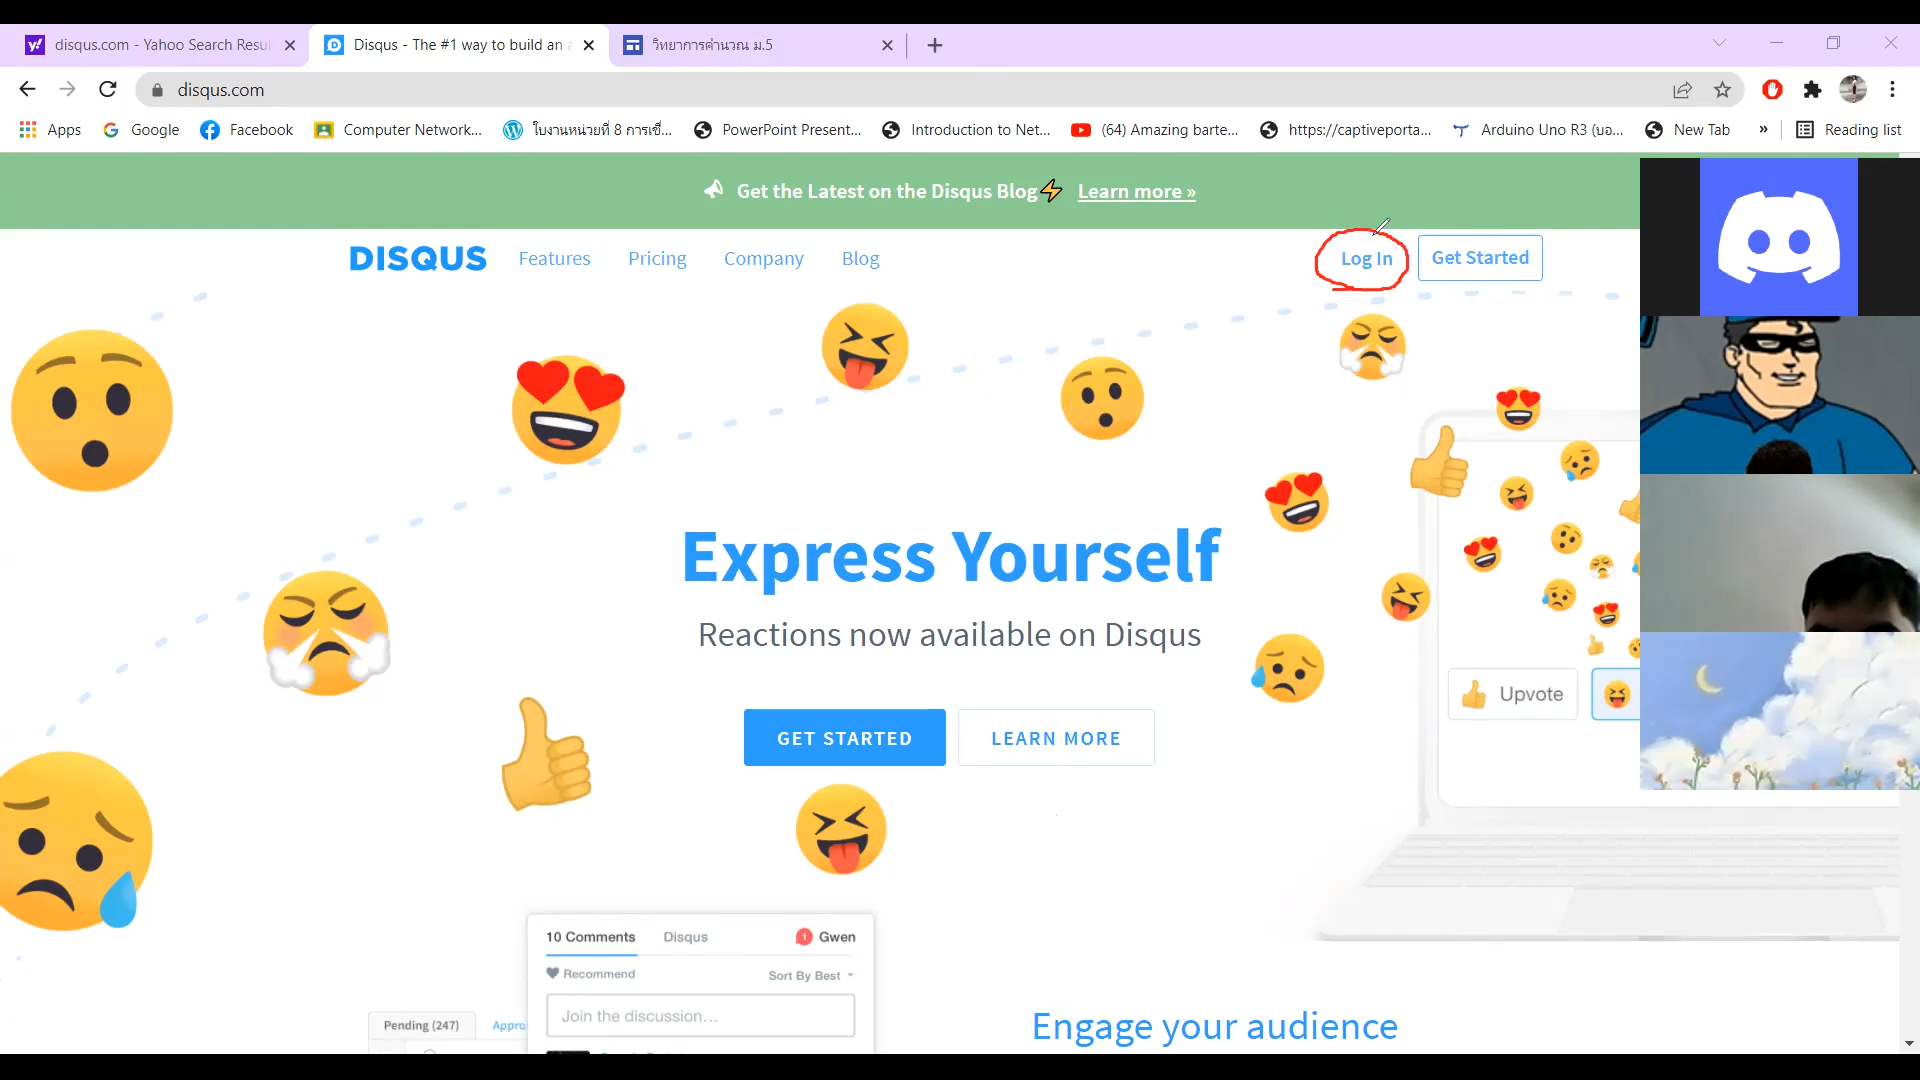 disqus.com - Yahoo Search Resul
Disqus - The #1 way to build an a
วิทยาการคำนวณ ม.5
disqus.com
Apps
Google
Facebook
Computer Network...
ใบงานหน่วยที่ 8 การเชื่...
PowerPoint Present...
Introduction to Net...
(64) Amazing barte...
https://captiveporta...
Arduino Uno R3 (บอ...
New Tab
»
Reading list
Get the Latest on the Disqus Blog⚡ Learn more »
DISQUS
Features
Pricing
Company
Blog
Log In
Get Started
Express Yourself
Reactions now available on Disqus
Upvote
GET STARTED
LEARN MORE
10 Comments
Disqus
1
Gwen
Recommend
Sort By Best
Join the discussion...
Pending (247)
Appro
Engage your audience